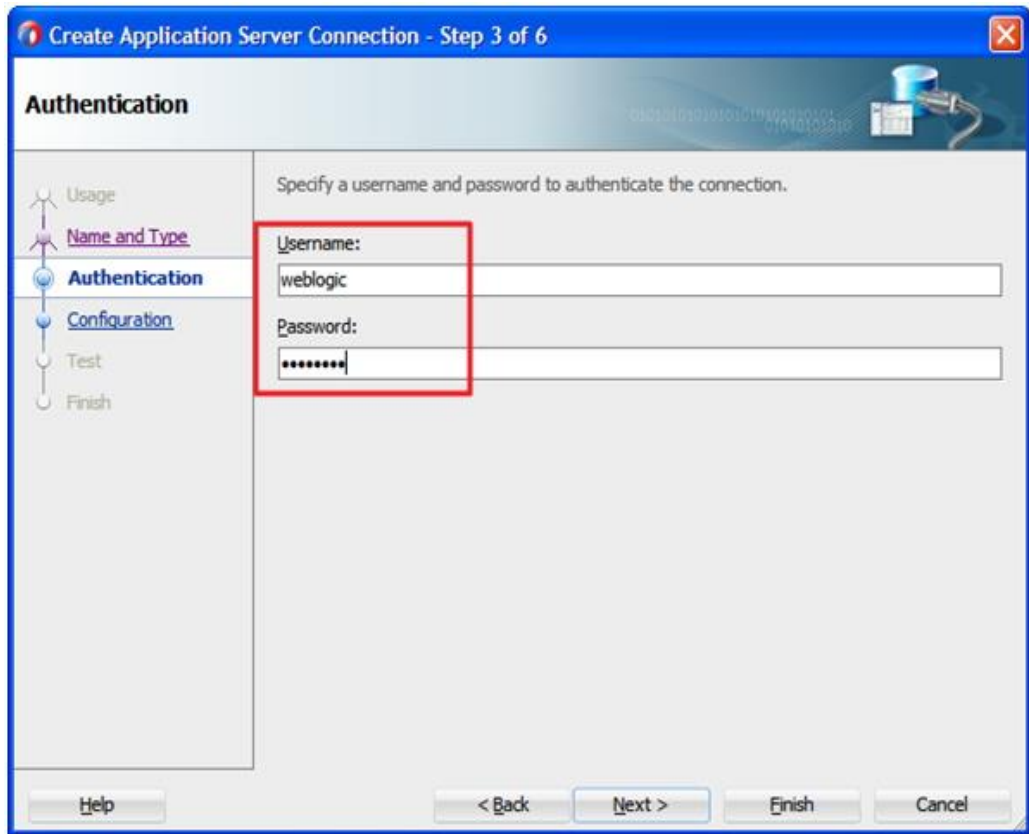 Create Application Server Connection - Step 3 of 6
Authentication
Usage
Name and Type
Authentication
Configuration
Test
Finish
Specify a username and password to authenticate the connection.
Username:
weblogic
Password:
••••••••
Help
< Back
Next >
Finish
Cancel